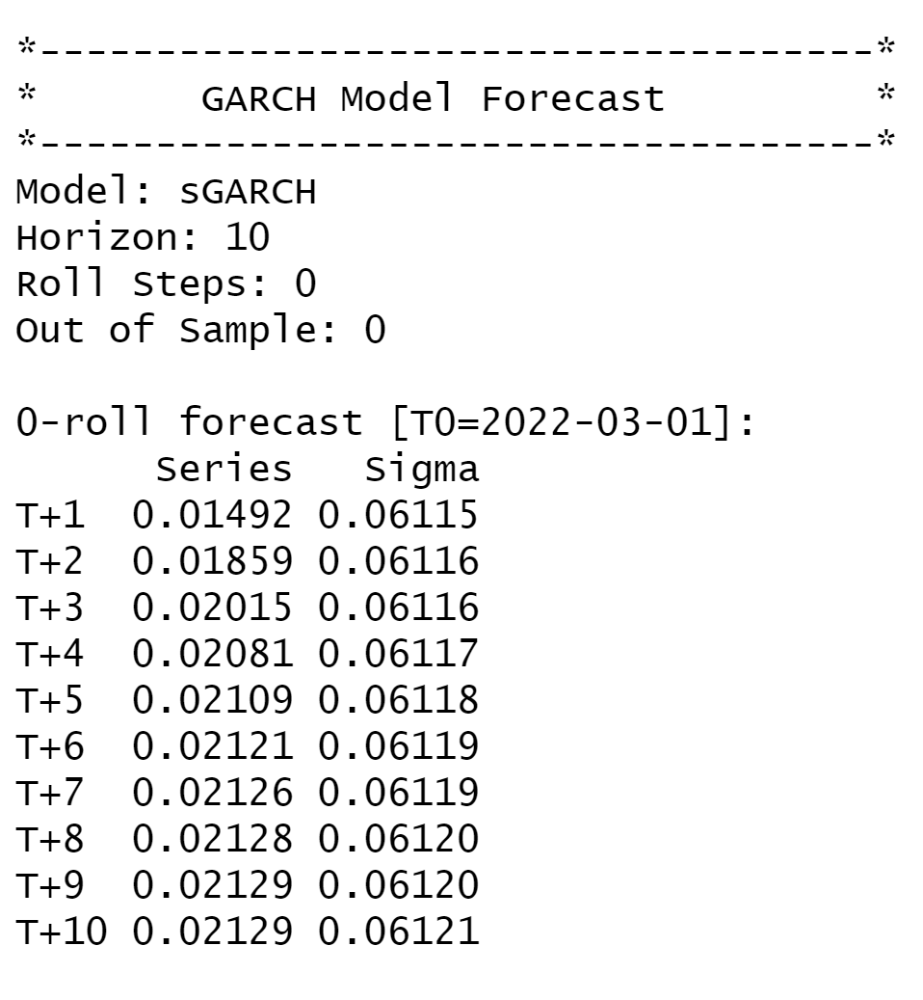 *------------------------------------*
*       GARCH Model Forecast         *
*------------------------------------*
Model: sGARCH
Horizon: 10
Roll Steps: 0
Out of Sample: 0

0-roll forecast [T0=2022-03-01]:
      Series   Sigma
T+1  0.01492 0.06115
T+2  0.01859 0.06116
T+3  0.02015 0.06116
T+4  0.02081 0.06117
T+5  0.02109 0.06118
T+6  0.02121 0.06119
T+7  0.02126 0.06119
T+8  0.02128 0.06120
T+9  0.02129 0.06120
T+10 0.02129 0.06121